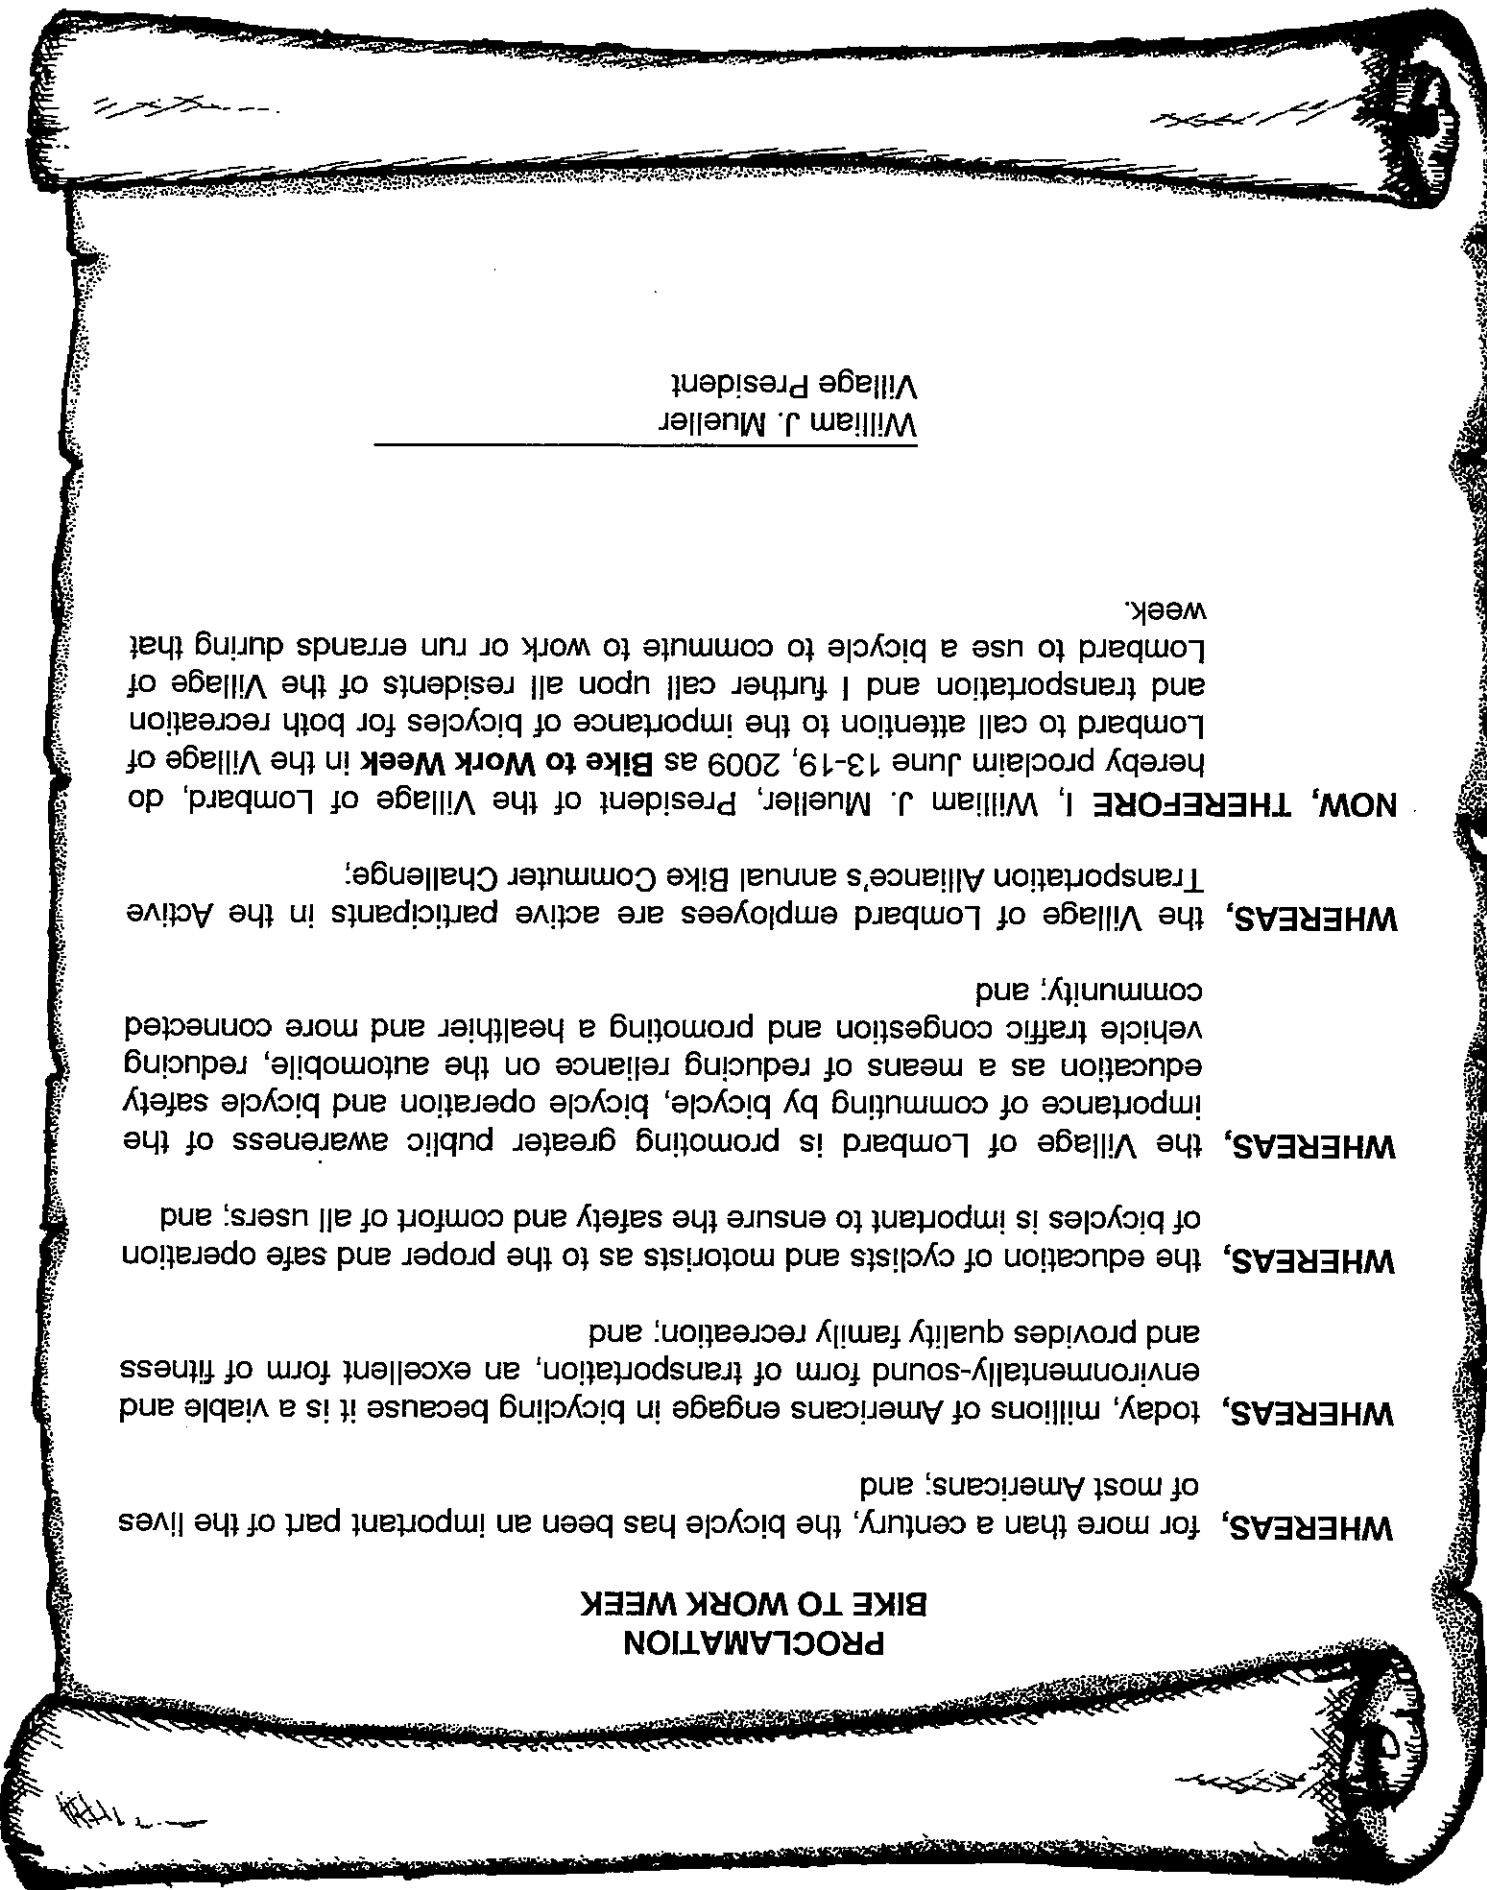 PROCLAMATION
BIKE TO WORK WEEK
WHEREAS, for more than a century, the bicycle has been an important part of the lives
of most Americans; and
WHEREAS, today, millions of Americans engage in bicycling because it is a viable and
environmentally-sound form of transportation, an excellent form of fitness
and provides quality family recreation; and
WHEREAS, the education of cyclists and motorists as to the proper and safe operation
of bicycles is important to ensure the safety and comfort of all users; and
WHEREAS, the Village of Lombard is promoting greater public awareness of the
importance of commuting by bicycle, bicycle operation and bicycle safety
education as a means of reducing reliance on the automobile, reducing
vehicle traffic congestion and promoting a healthier and more connected
community; and
WHEREAS, the Village of Lombard employees are active participants in the Active
Transportation Alliance's annual Bike Commuter Challenge;
NOW, THEREFORE I, William J. Mueller, President of the Village of Lombard, do
hereby proclaim June 13-19, 2009 as Bike to Work Week in the Village of
Lombard to call attention to the importance of bicycles for both recreation
and transportation and I further call upon all residents of the Village of
Lombard to use a bicycle to commute to work or run errands during that
week.
William J. Mueller
Village President